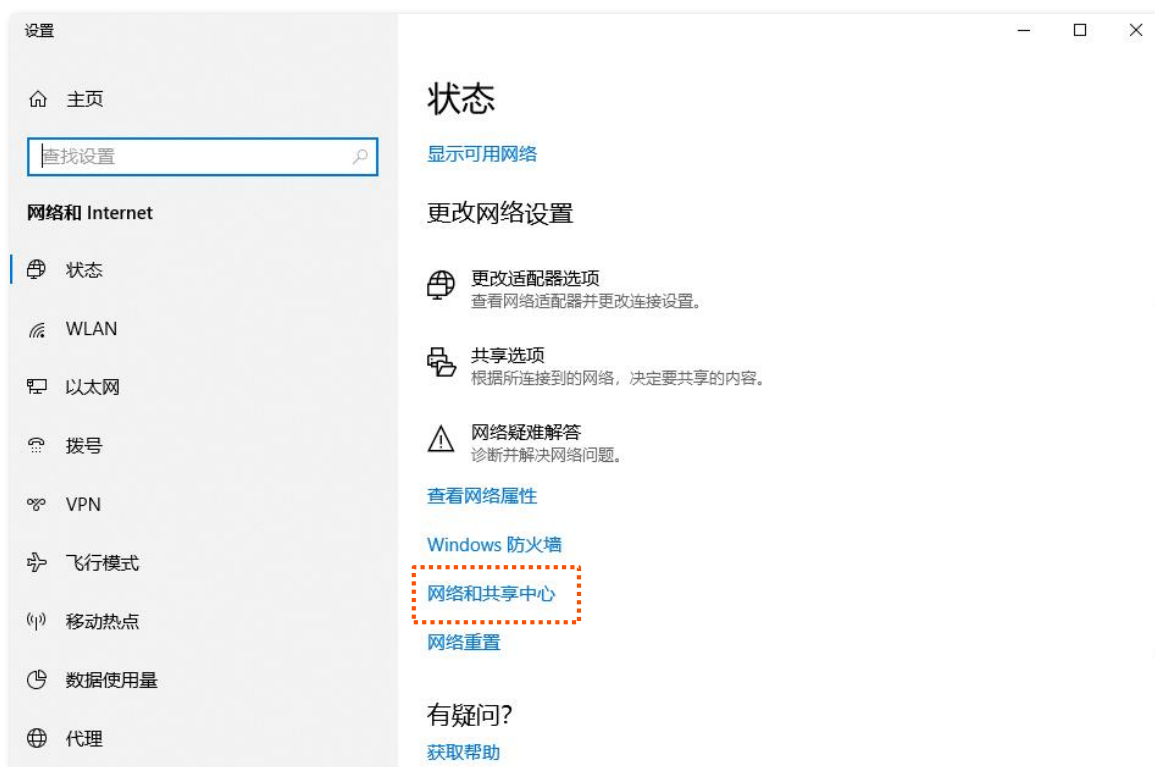 设置
主页
查找设置
网络和 Internet
状态
WLAN
以太网
拨号
VPN
飞行模式
移动热点
数据使用量
代理
状态
显示可用网络
更改网络设置
更改适配器选项
查看网络适配器并更改连接设置。
共享选项
根据所连接到的网络，决定要共享的内容。
网络疑难解答
诊断并解决网络问题。
查看网络属性
Windows 防火墙
网络和共享中心
网络重置
有疑问?
获取帮助